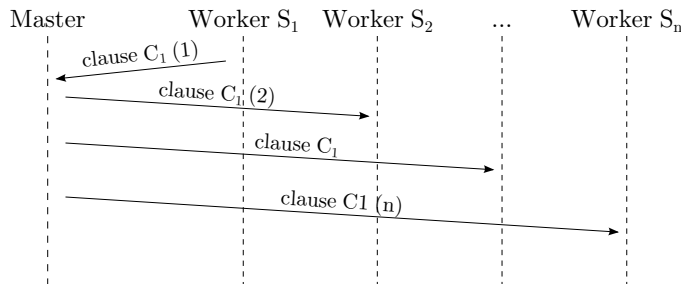 Master Worker S₁ Worker S₂ ... Worker Sₙ
clause C₁ (1)
clause C₁ (2)
clause C₁
clause C1 (n)